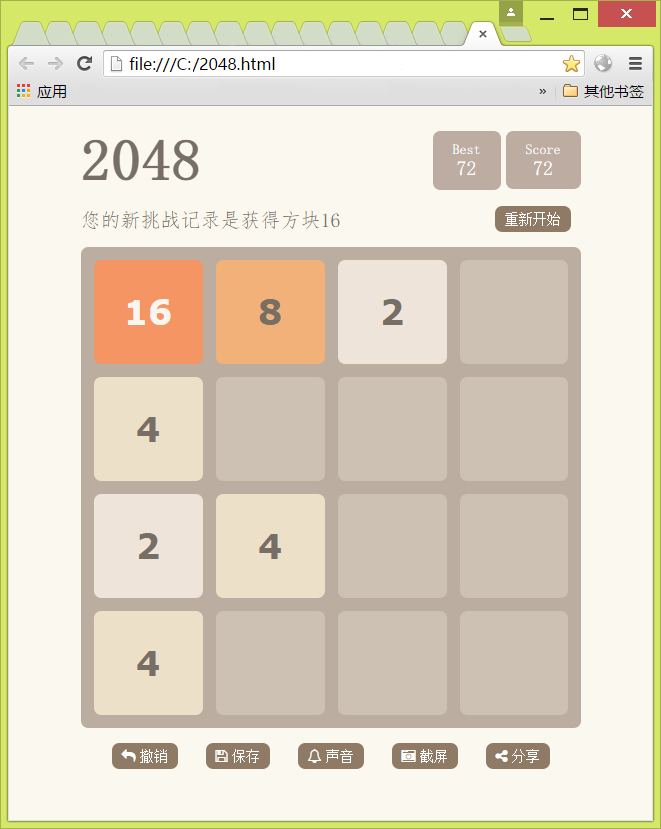 file:///C:/2048.html
应用 » 其他书签
2048
Best
72
Score
72
您的新挑战记录是获得方块16
重新开始
16 8 2
4
2 4
4
撤销 保存 声音 截屏 分享